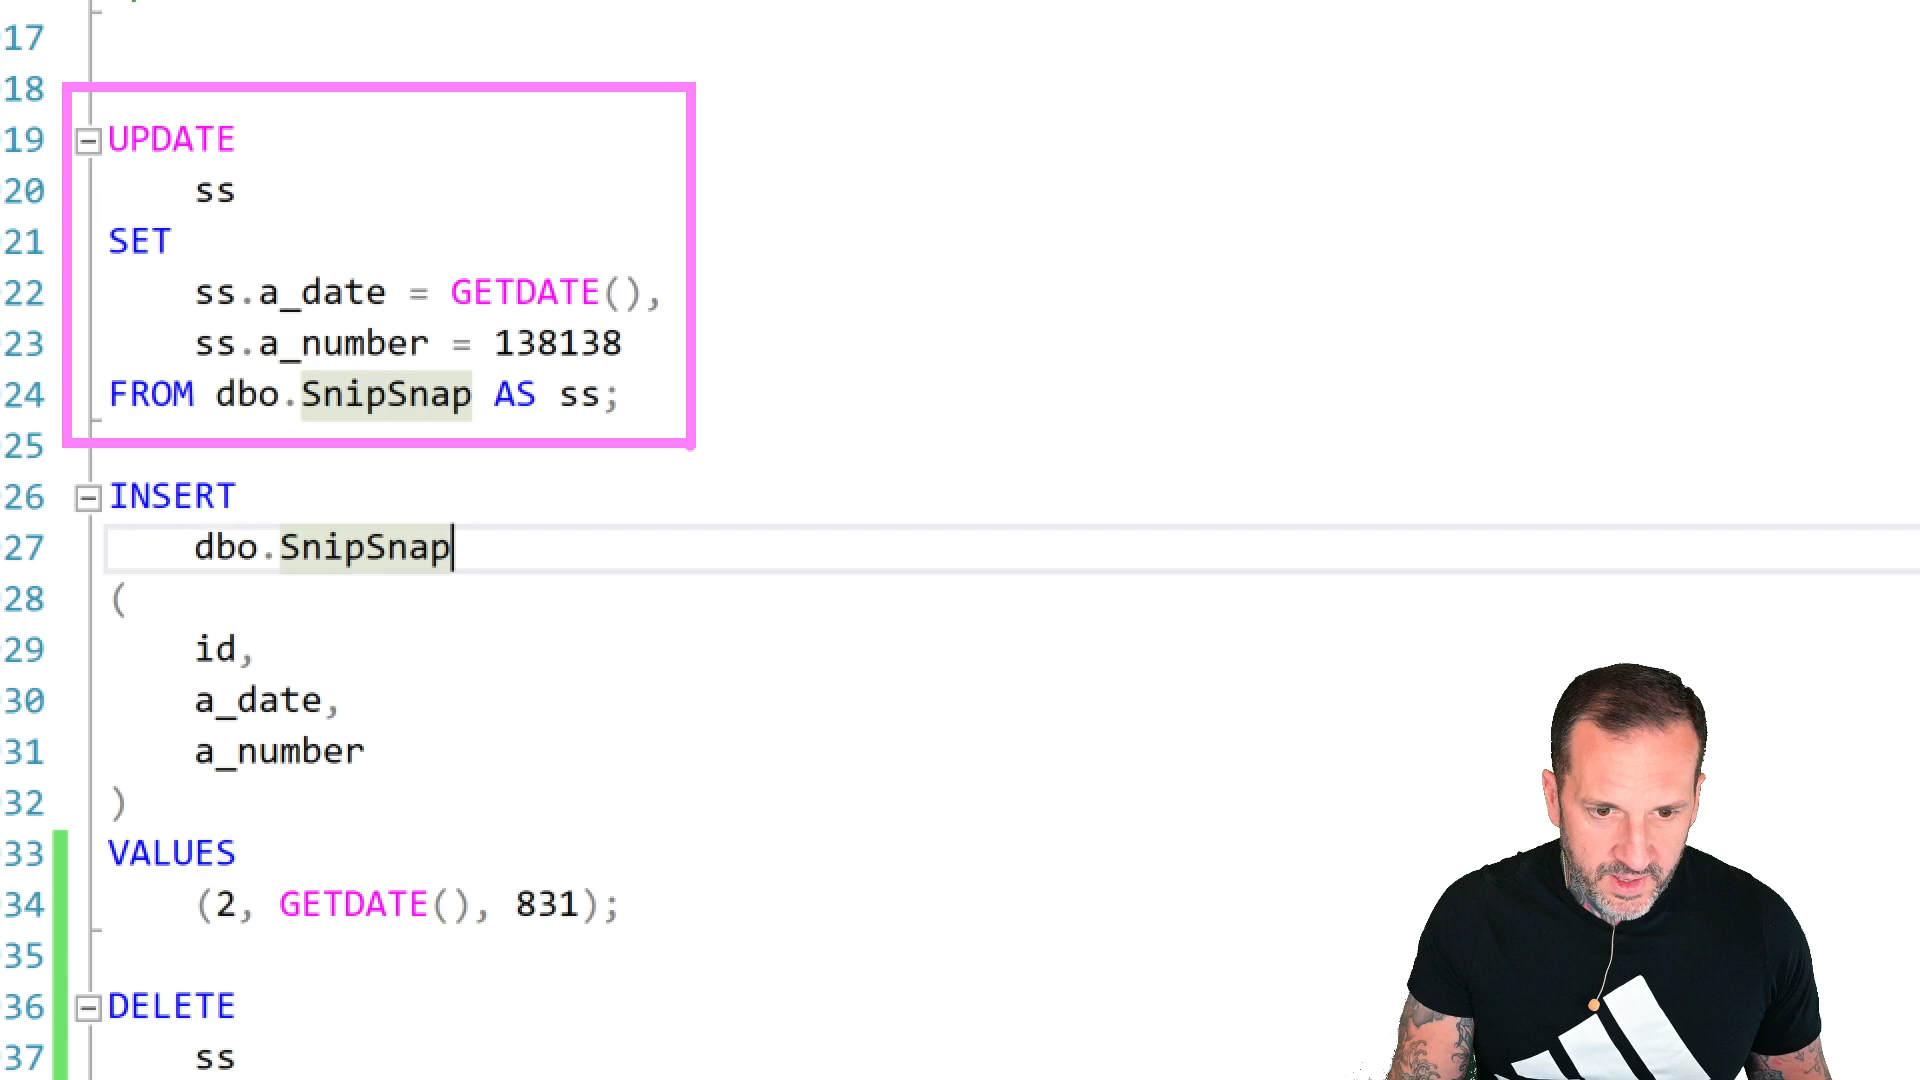 17
18
19 UPDATE
20 ss
21 SET
22 ss.a_date = GETDATE(),
23 ss.a_number = 138138
24 FROM dbo.SnipSnap AS ss;
25
26 INSERT
27 dbo.SnipSnap
28 (
29 id,
30 a_date,
31 a_number
32 )
33 VALUES
34 (2, GETDATE(), 831);
35
36 DELETE
37 ss